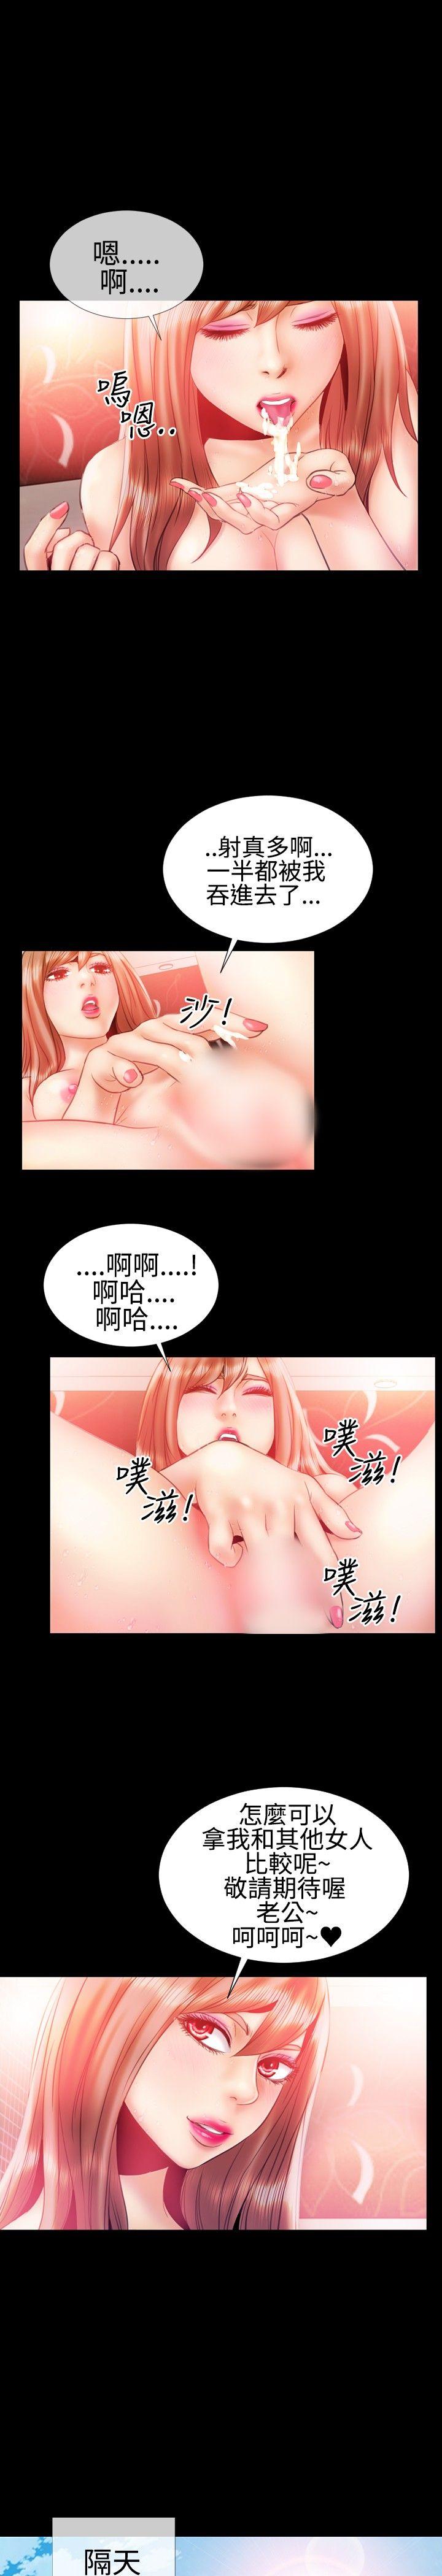 嗯.....
啊....
嗚
嗯..
..射真多啊...
一半都被我
吞進去了...
沙!
....啊啊....!
啊哈....
啊哈....
噗
滋!
噗
滋!
噗
滋!
怎麼可以
拿我和其他女人
比較呢~
敬請期待喔
老公~
呵呵呵~♥
隔天